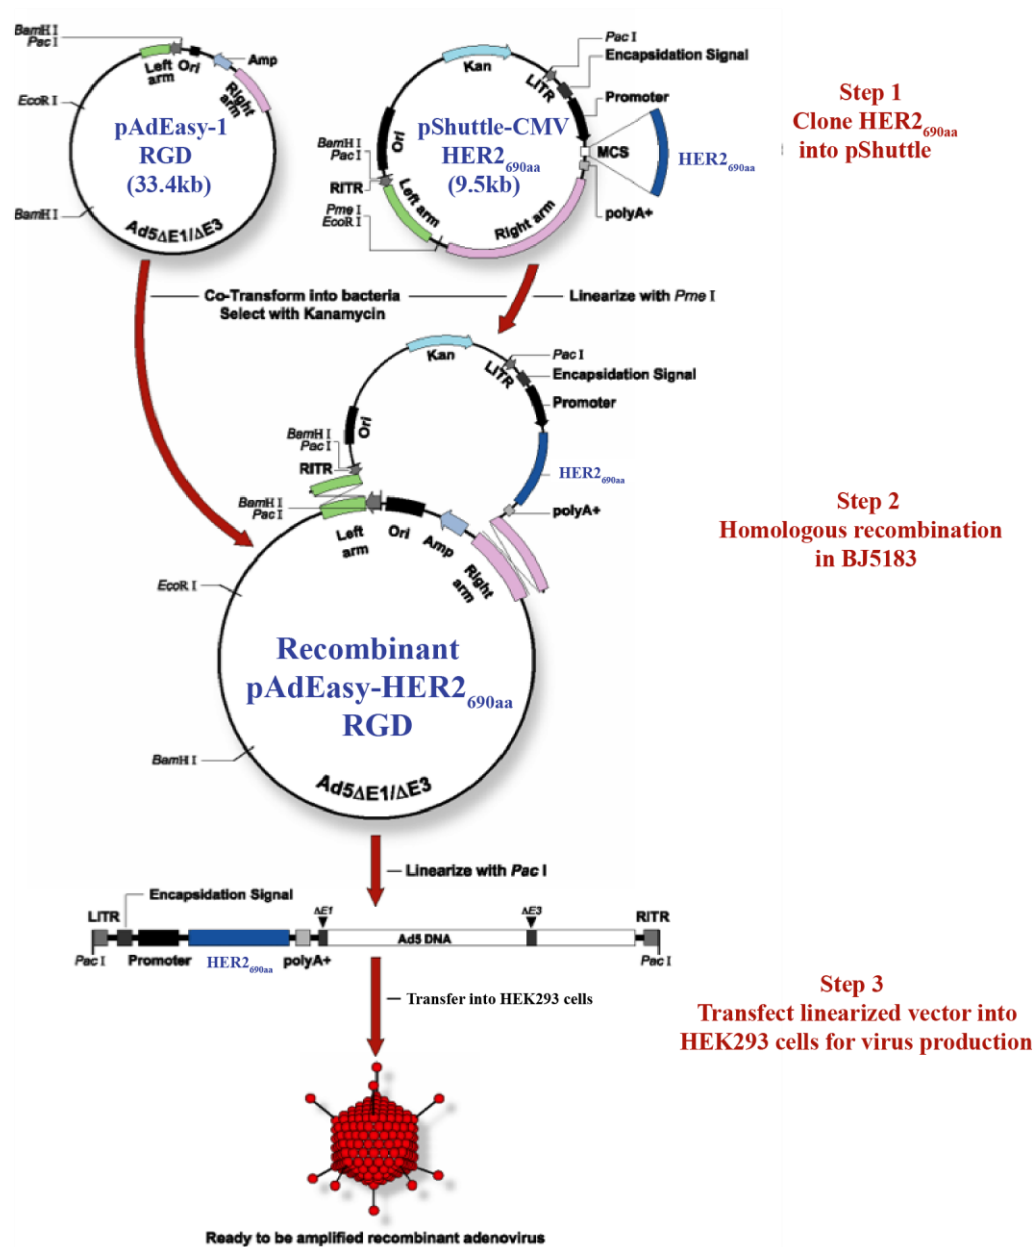 BamH I
Pac I
EcoR I
BamH I
Left
arm
Ori
Amp
Right
arm
pAdEasy-1
RGD
(33.4kb)
Ad5ΔE1/ΔE3
Kan
LITR
Pac I
Encapsidation Signal
Promoter
MCS
HER2690aa
polyA+
Ori
BamH I
Pac I
RITR
Pme I
EcoR I
Left arm
Right arm
pShuttle-CMV
HER2690aa
(9.5kb)
Step 1
Clone HER2690aa
into pShuttle
Co-Transform into bacteria
Select with Kanamycin
Linearize with Pme I
Kan
LITR
Pac I
Encapsidation Signal
Promoter
HER2690aa
polyA+
Ori
BamH I
Pac I
RITR
BamH I
Pac I
Left
arm
Ori
Amp
Right
arm
EcoR I
BamH I
Recombinant
pAdEasy-HER2690aa
RGD
Ad5ΔE1/ΔE3
Step 2
Homologous recombination
in BJ5183
Linearize with Pac I
Encapsidation Signal
LITR
ΔE1
ΔE3
RITR
Ad5 DNA
Pac I
Promoter
HER2690aa
polyA+
Pac I
Transfer into HEK293 cells
Step 3
Transfect linearized vector into
HEK293 cells for virus production
Ready to be amplified recombinant adenovirus